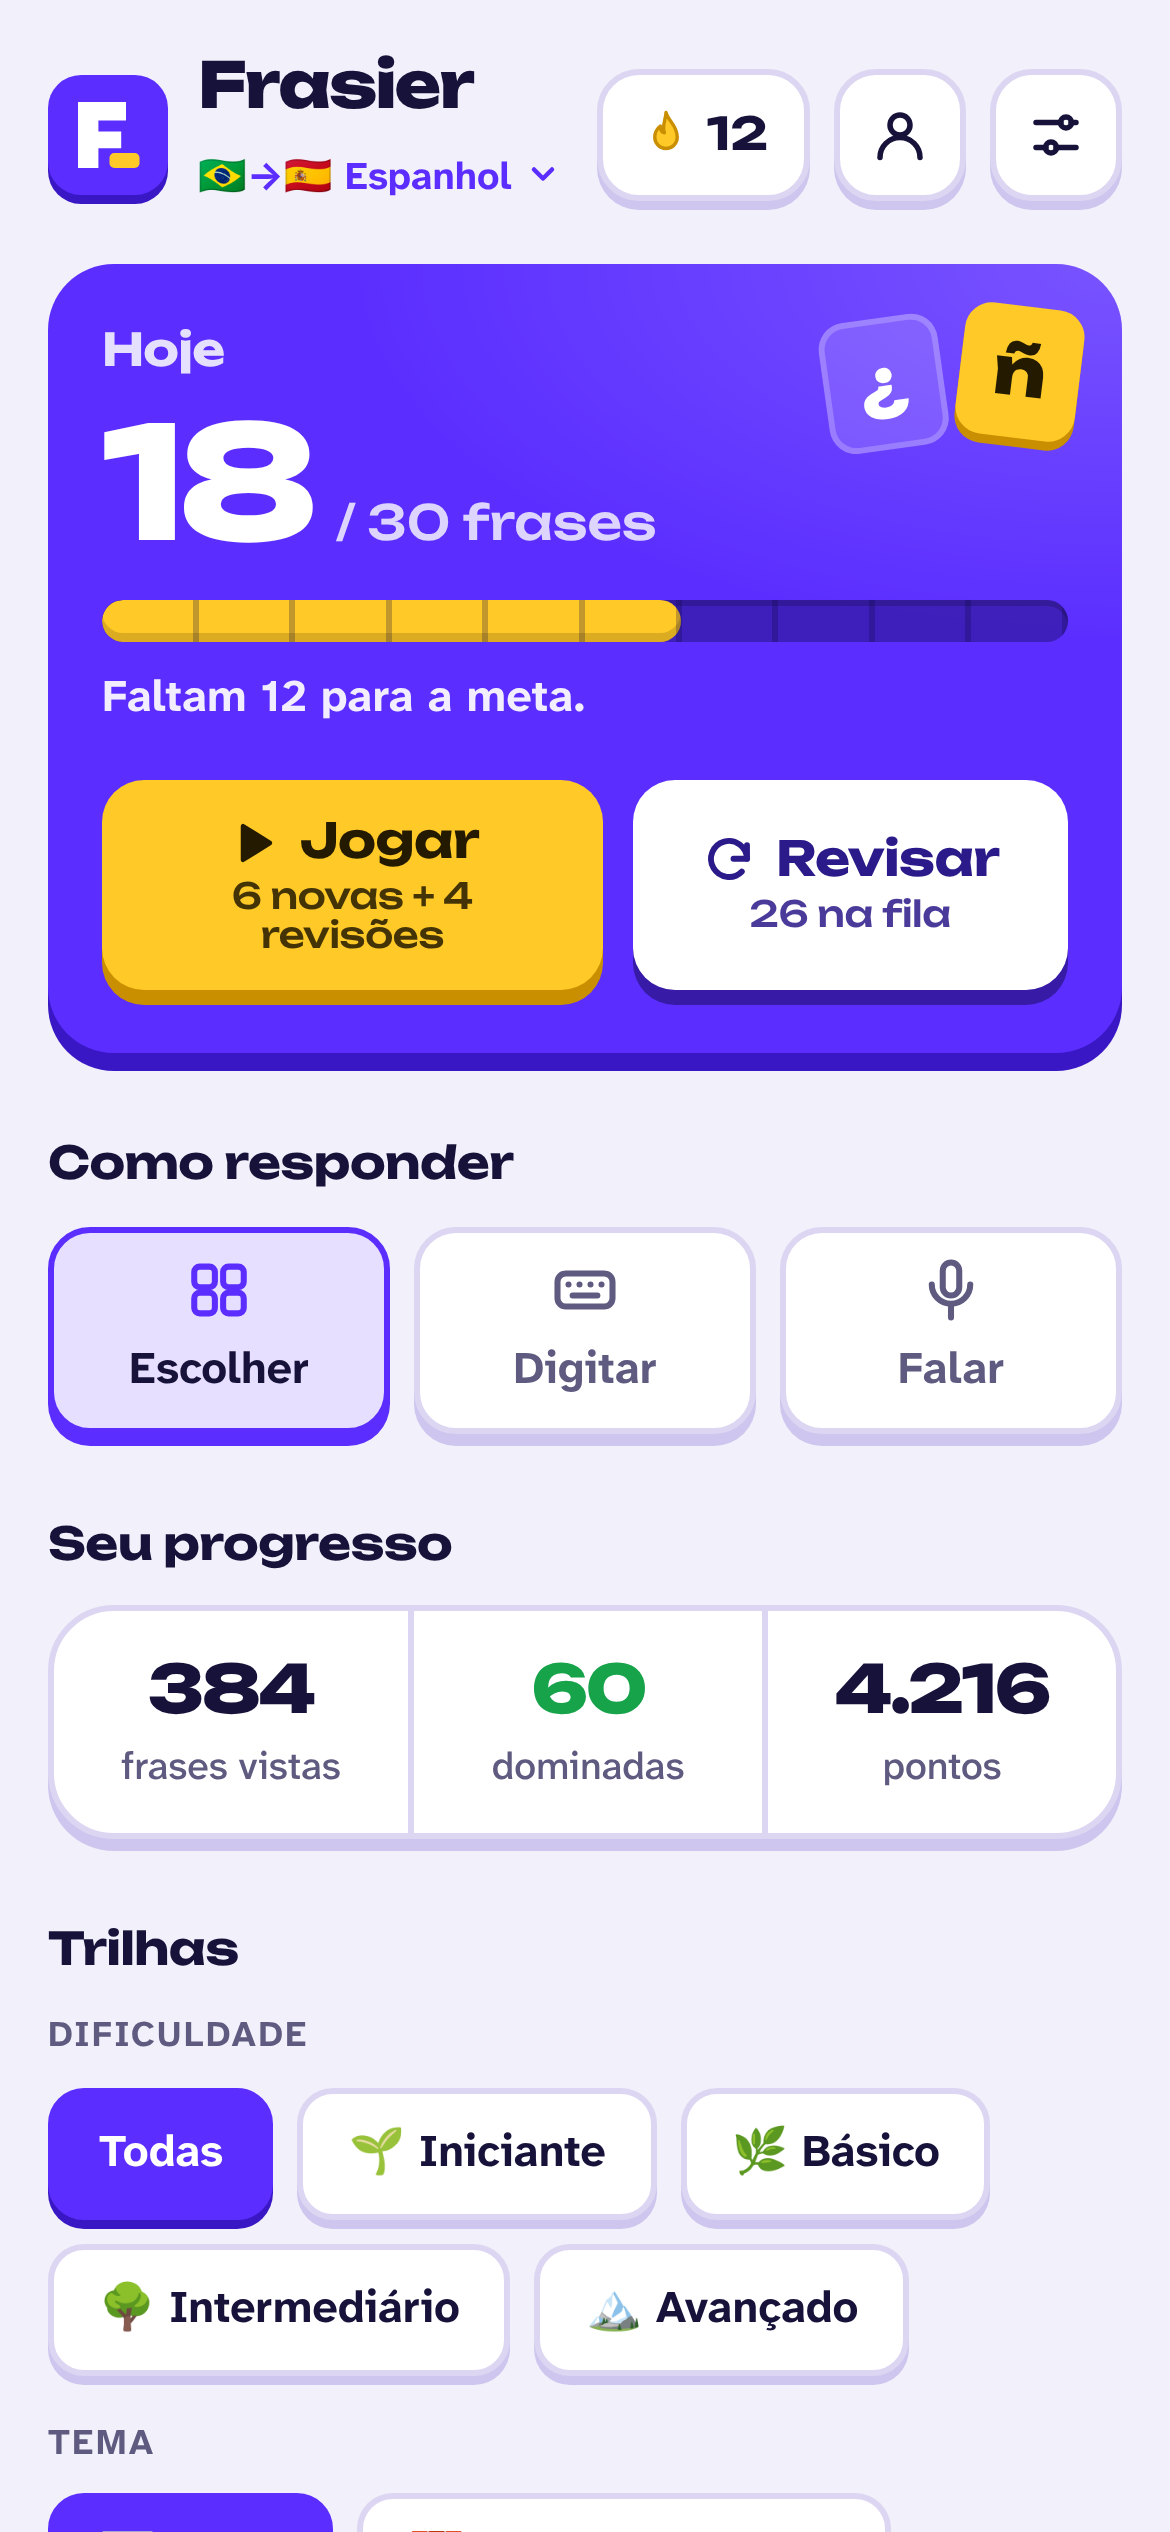 F.
Frasier
Espanhol
12
Hoje
¿
ñ
18 / 30 frases
Faltam 12 para a meta.
Jogar
6 novas + 4
revisões
Revisar
26 na fila
Como responder
Escolher
Digitar
Falar
Seu progresso
384
frases vistas
60
dominadas
4.216
pontos
Trilhas
DIFICULDADE
Todas
Iniciante
Básico
Intermediário
Avançado
TEMA